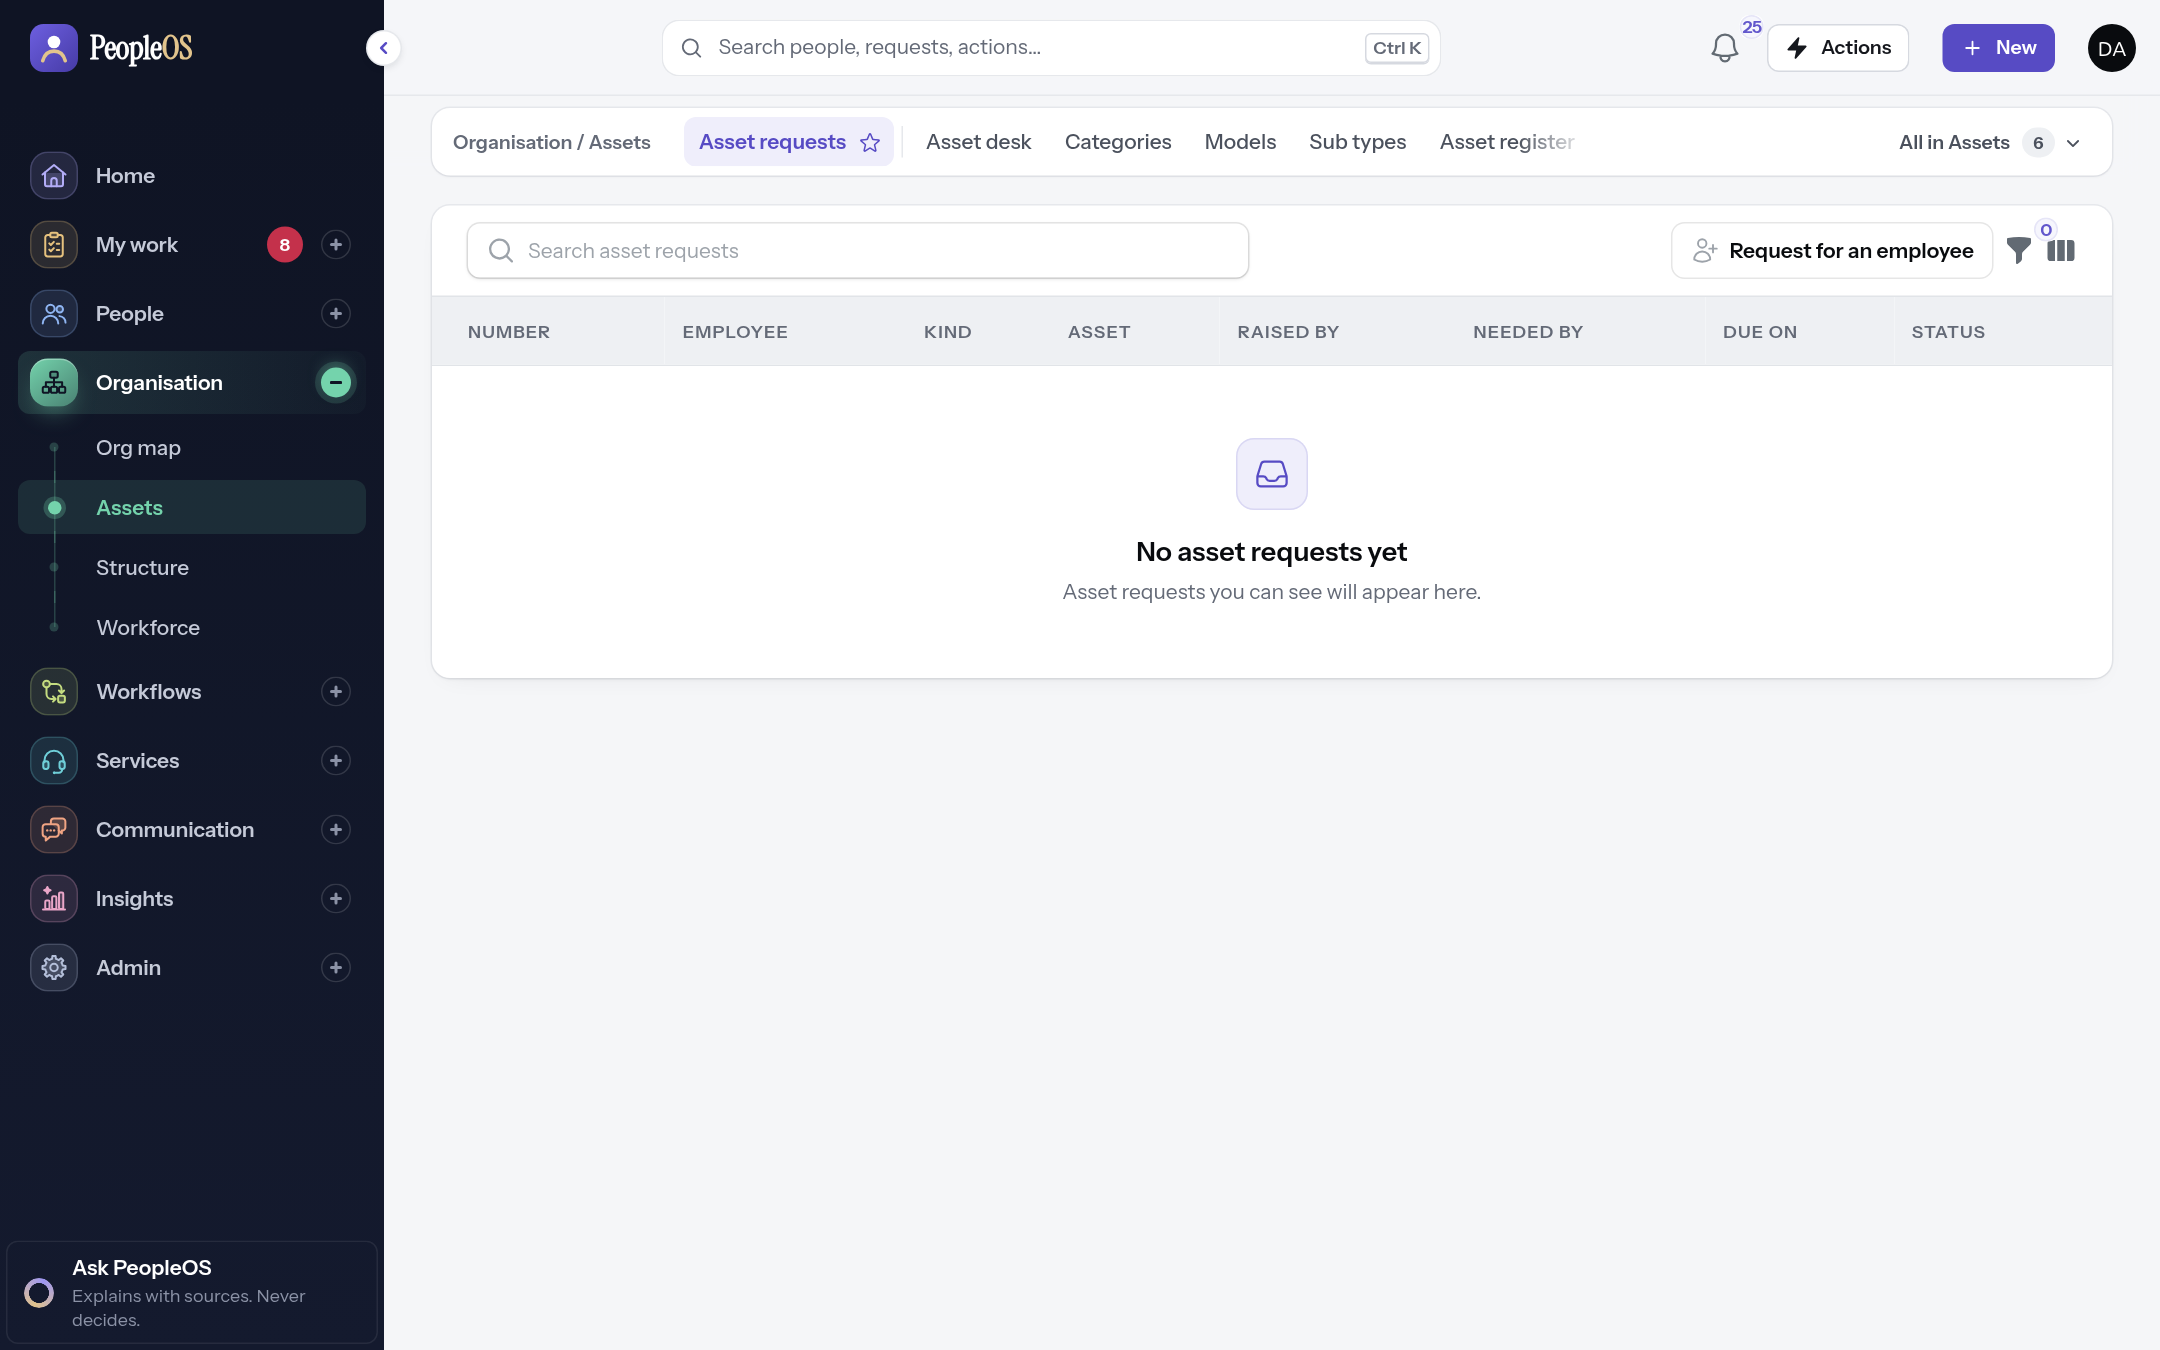 PeopleOS
Search people, requests, actions...
Ctrl K
25
Actions
New
DA
Organisation / Assets
Asset requests
Asset desk
Categories
Models
Sub types
Asset register
All in Assets
6
Home
My work
8
People
Organisation
Org map
Assets
Structure
Workforce
Workflows
Services
Communication
Insights
Admin
Search asset requests
Request for an employee
0
NUMBER
EMPLOYEE
KIND
ASSET
RAISED BY
NEEDED BY
DUE ON
STATUS
No asset requests yet
Asset requests you can see will appear here.
Ask PeopleOS
Explains with sources. Never
decides.